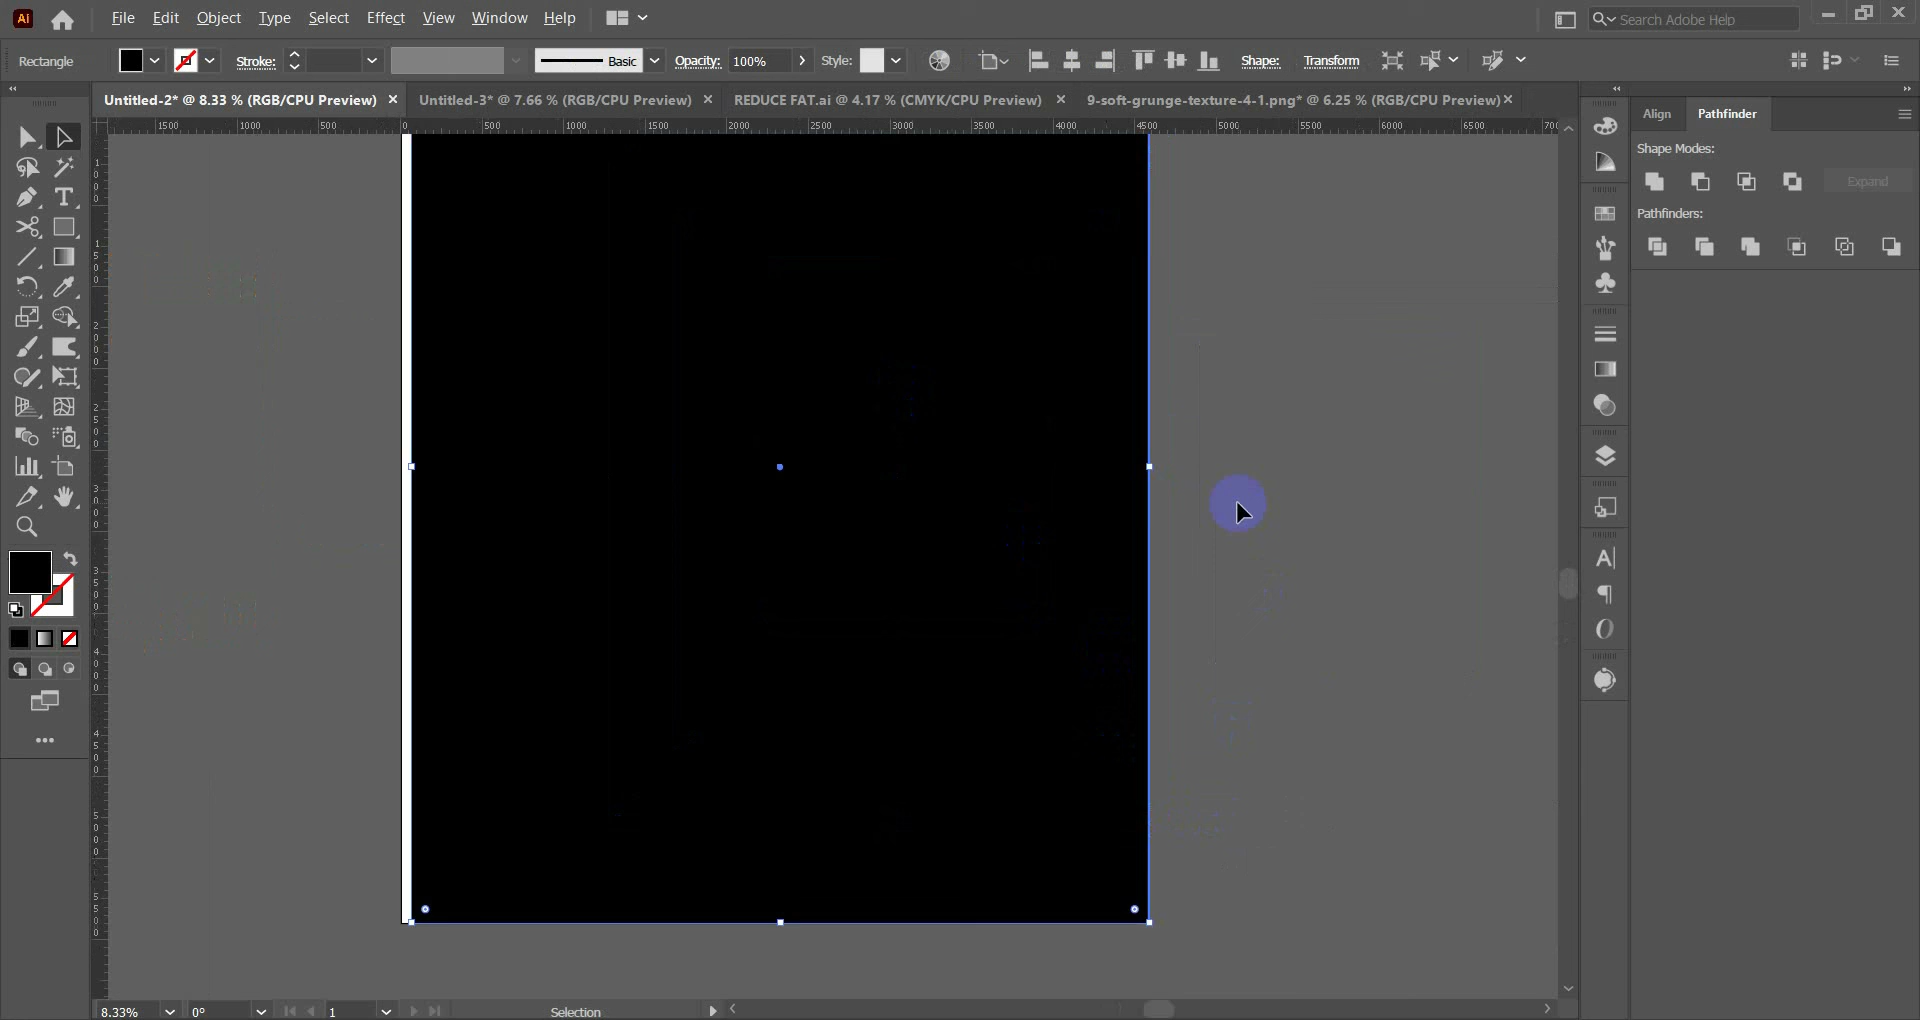 Ai File Edit Object Type Select Effect View Window Help Search Adobe Help
Rectangle Stroke: Basic Opacity: 100% Style: Shape: Transform
Untitled-2* @ 8.33 % (RGB/CPU Preview) × Untitled-3* @ 7.66 % (RGB/CPU Preview) × REDUCE FAT.ai @ 4.17 % (CMYK/CPU Preview) × 9-soft-grunge-texture-4-1.png* @ 6.25 % (RGB/CPU Preview) ×
Align Pathfinder
1500 1000 500 0 500 1000 1500 2000 2500 3000 3500 4000 4500 5000 5500 6000 6500
Shape Modes:
Expand
Pathfinders:
8.33% 0° 1 Selection